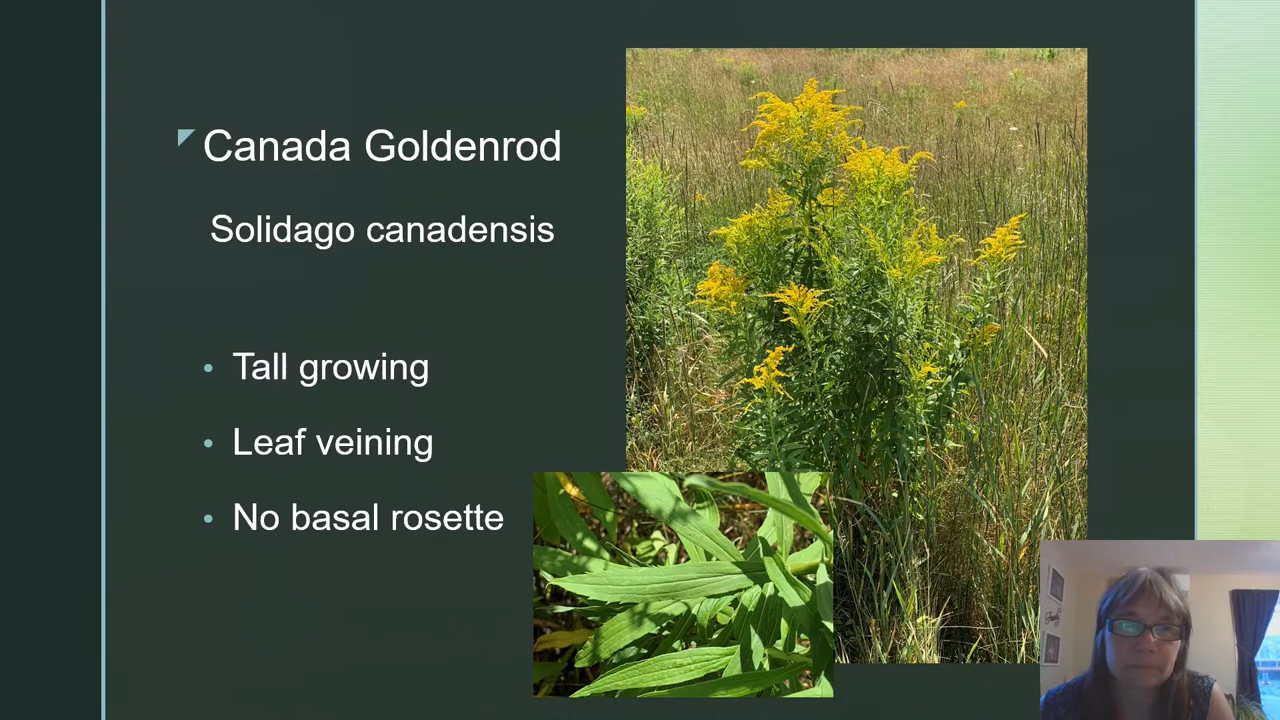 Canada Goldenrod
Solidago canadensis
• Tall growing
• Leaf veining
• No basal rosette